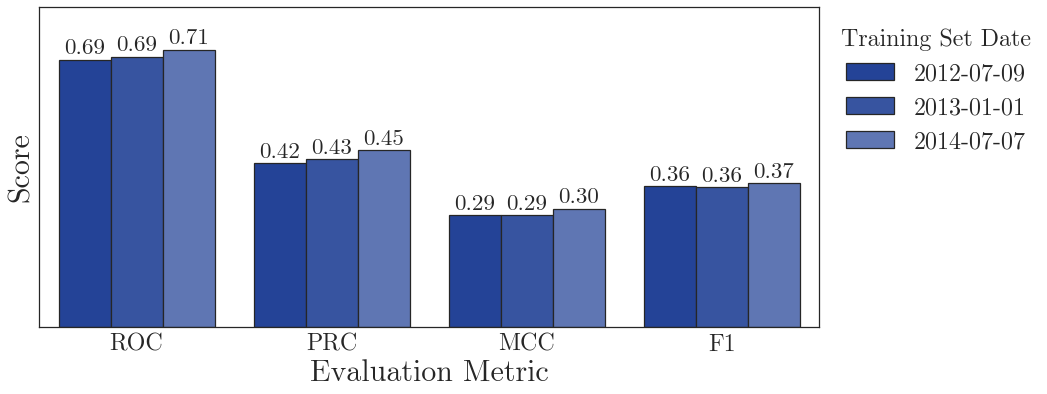 0.69 0.69 0.71
0.42 0.43 0.45
0.29 0.29 0.30
0.36 0.36 0.37
Score
ROC PRC MCC F1
Evaluation Metric
Training Set Date
2012-07-09
2013-01-01
2014-07-07